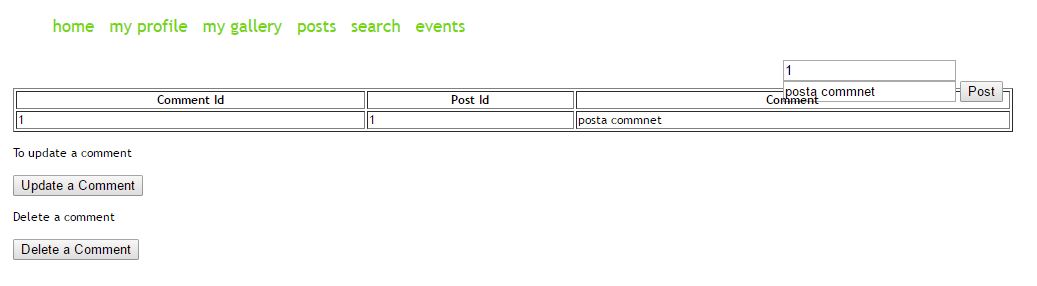 home my profile my gallery posts search events
1
posta commnet Post
Comment Id Post Id Comment
1 1 posta commnet
To update a comment
Update a Comment
Delete a comment
Delete a Comment